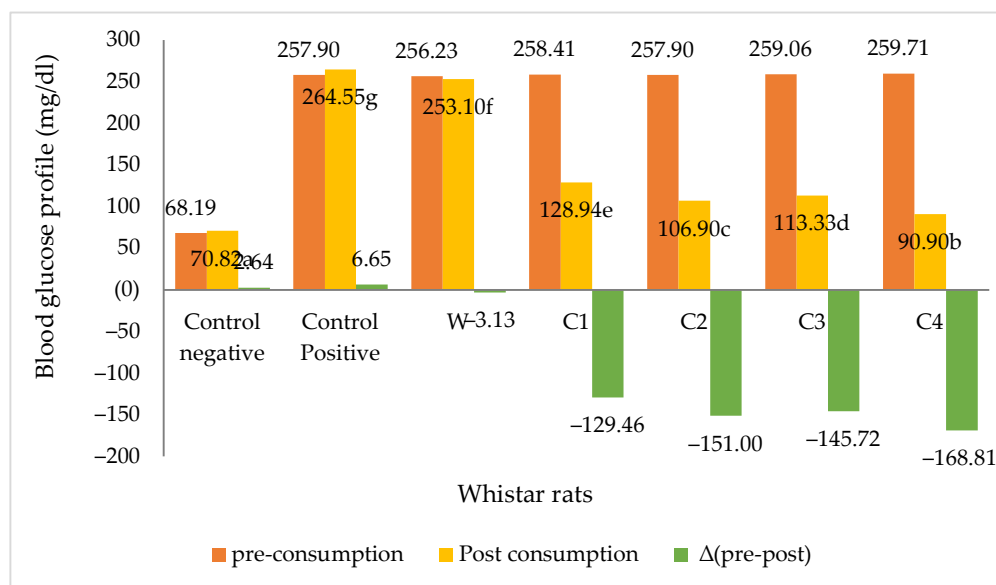 Blood glucose profile (mg/dl)
300
250
200
150
100
50
(0)
−50
−100
−150
−200
68.19
70.82a
2.64
257.90
264.55g
6.65
256.23
253.10f
−3.13
258.41
128.94e
−129.46
257.90
106.90c
−151.00
259.06
113.33d
−145.72
259.71
90.90b
−168.81
Control
negative
Control
Positive
W
C1
C2
C3
C4
Whistar rats
pre-consumption
Post consumption
Δ(pre-post)